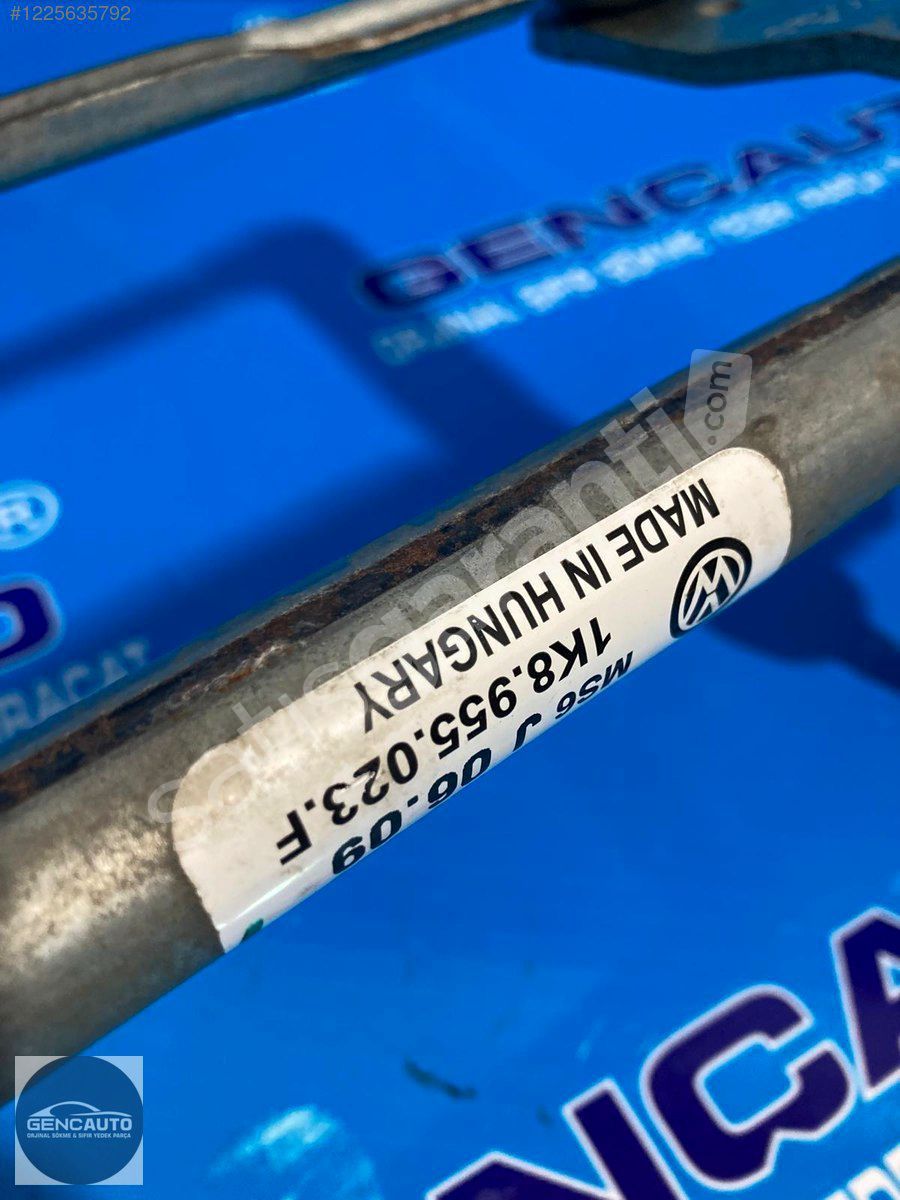 #1225635792
GENCAUTO
®
MADE IN HUNGARY
1K8.955.023.F
MS6 J 06.09
satıcıgaranti.com
GENCAUTO
ORJİNAL SÖKME & SIFIR YEDEK PARÇA